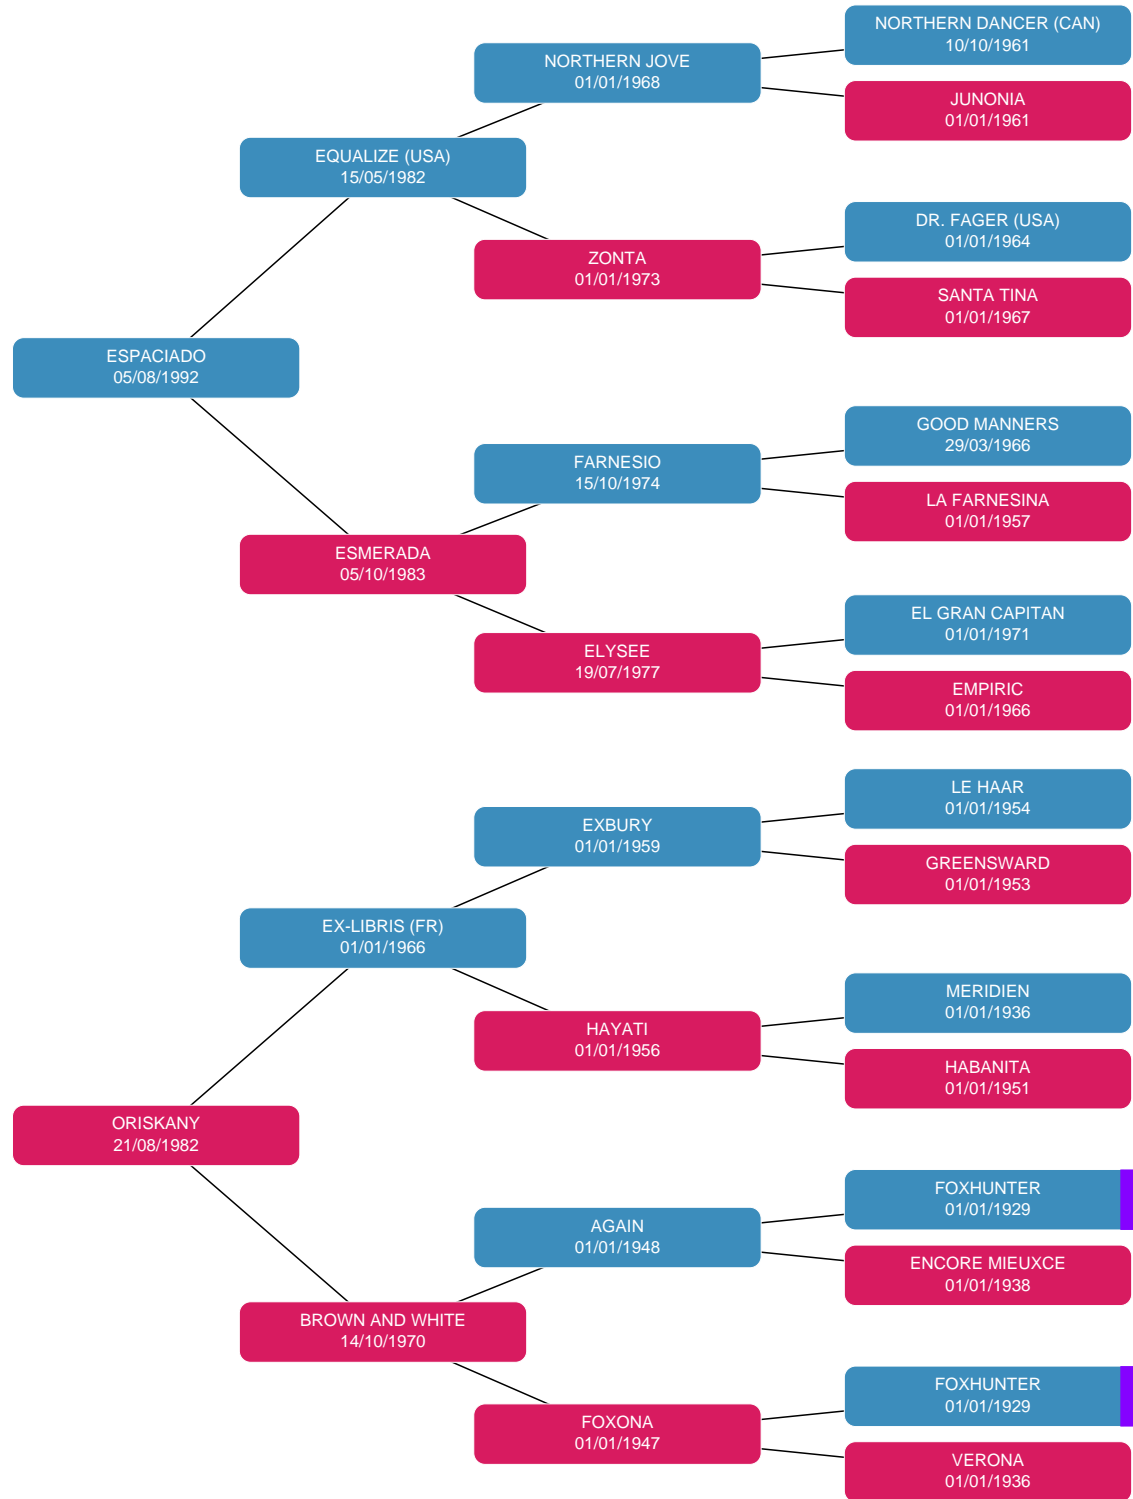 NORTHERN DANCER (CAN)
10/10/1961
NORTHERN JOVE
01/01/1968
JUNONIA
01/01/1961
EQUALIZE (USA)
15/05/1982
DR. FAGER (USA)
01/01/1964
ZONTA
01/01/1973
SANTA TINA
01/01/1967
ESPACIADO
05/08/1992
GOOD MANNERS
29/03/1966
FARNESIO
15/10/1974
LA FARNESINA
01/01/1957
ESMERADA
05/10/1983
EL GRAN CAPITAN
01/01/1971
ELYSEE
19/07/1977
EMPIRIC
01/01/1966
LE HAAR
01/01/1954
EXBURY
01/01/1959
GREENSWARD
01/01/1953
EX-LIBRIS (FR)
01/01/1966
MERIDIEN
01/01/1936
HAYATI
01/01/1956
HABANITA
01/01/1951
ORISKANY
21/08/1982
FOXHUNTER
01/01/1929
AGAIN
01/01/1948
ENCORE MIEUXCE
01/01/1938
BROWN AND WHITE
14/10/1970
FOXHUNTER
01/01/1929
FOXONA
01/01/1947
VERONA
01/01/1936